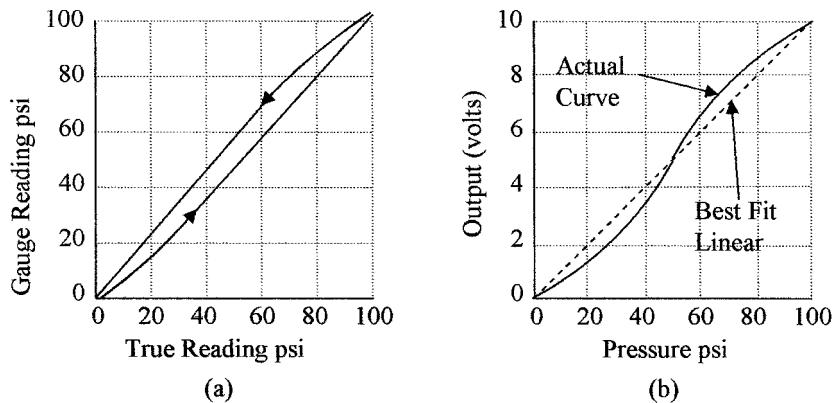 100
80
60
40
20
0
Gauge Reading psi
0 20 40 60 80 100
True Reading psi
(a)
10
8
6
4
2
0
Output (volts)
Actual
Curve
Best Fit
Linear
0 20 40 60 80 100
Pressure psi
(b)